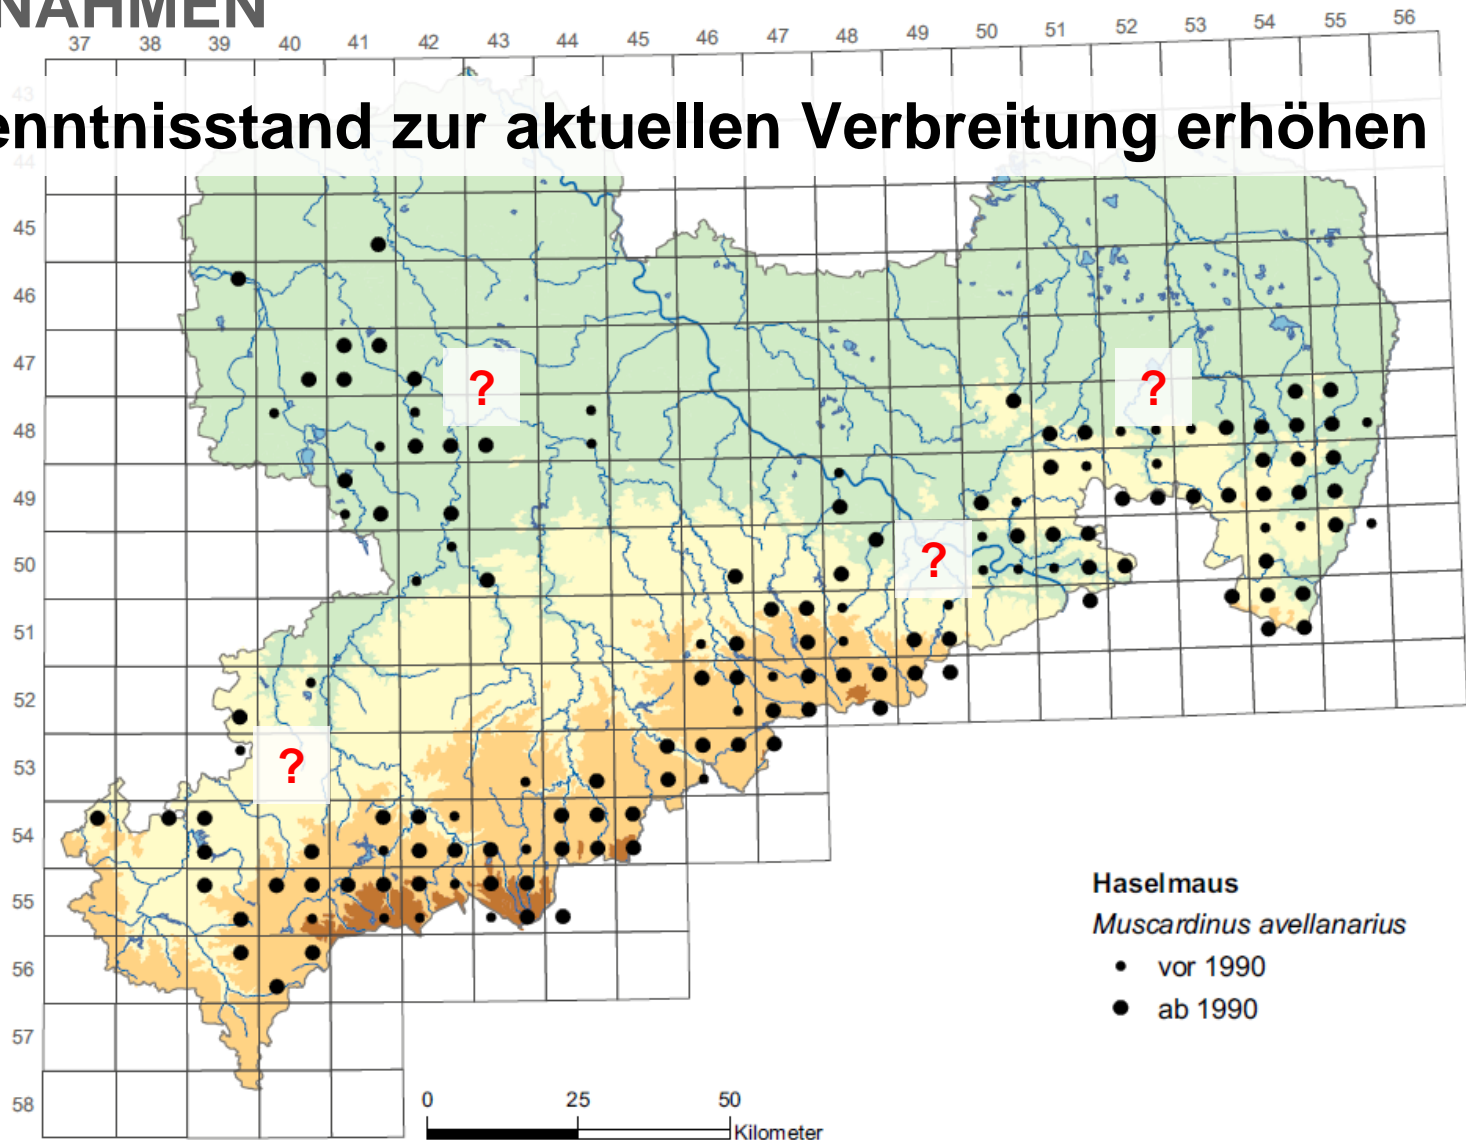 NAHMEN
37 38 39 40 41 42 43 44 45 46 47 48 49 50 51 52 53 54 55 56
43
enntnisstand zur aktuellen Verbreitung erhöhen
44
45
46
47
? ?
48
49
50
?
51
52
53
?
54
55
56
57
58
Haselmaus
Muscardinus avellanarius
vor 1990
ab 1990
0 25 50
Kilometer